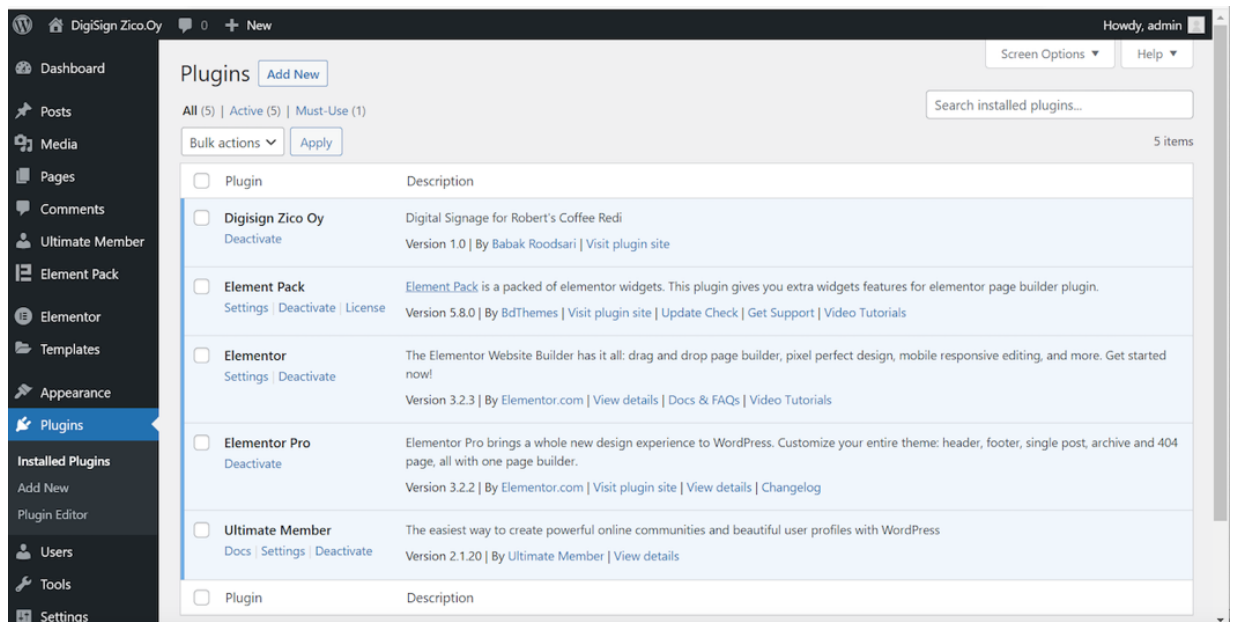 DigiSign Zico.Oy 0 + New Howdy, admin
Screen Options ▼ Help ▼
Dashboard
Posts
Media
Pages
Comments
Ultimate Member
Element Pack
Elementor
Templates
Appearance
Plugins
Installed Plugins
Add New
Plugin Editor
Users
Tools
Settings
Plugins Add New
All (5) | Active (5) | Must-Use (1)
Search installed plugins...
Bulk actions Apply
5 items
Plugin Description
Digisign Zico Oy
Deactivate
Digital Signage for Robert's Coffee Redi
Version 1.0 | By Babak Roodsari | Visit plugin site
Element Pack
Settings | Deactivate | License
Element Pack is a packed of elementor widgets. This plugin gives you extra widgets features for elementor page builder plugin.
Version 5.8.0 | By BdThemes | Visit plugin site | Update Check | Get Support | Video Tutorials
Elementor
Settings | Deactivate
The Elementor Website Builder has it all: drag and drop page builder, pixel perfect design, mobile responsive editing, and more. Get started
now!
Version 3.2.3 | By Elementor.com | View details | Docs & FAQs | Video Tutorials
Elementor Pro
Deactivate
Elementor Pro brings a whole new design experience to WordPress. Customize your entire theme: header, footer, single post, archive and 404
page, all with one page builder.
Version 3.2.2 | By Elementor.com | Visit plugin site | View details | Changelog
Ultimate Member
Docs | Settings | Deactivate
The easiest way to create powerful online communities and beautiful user profiles with WordPress
Version 2.1.20 | By Ultimate Member | View details
Plugin Description